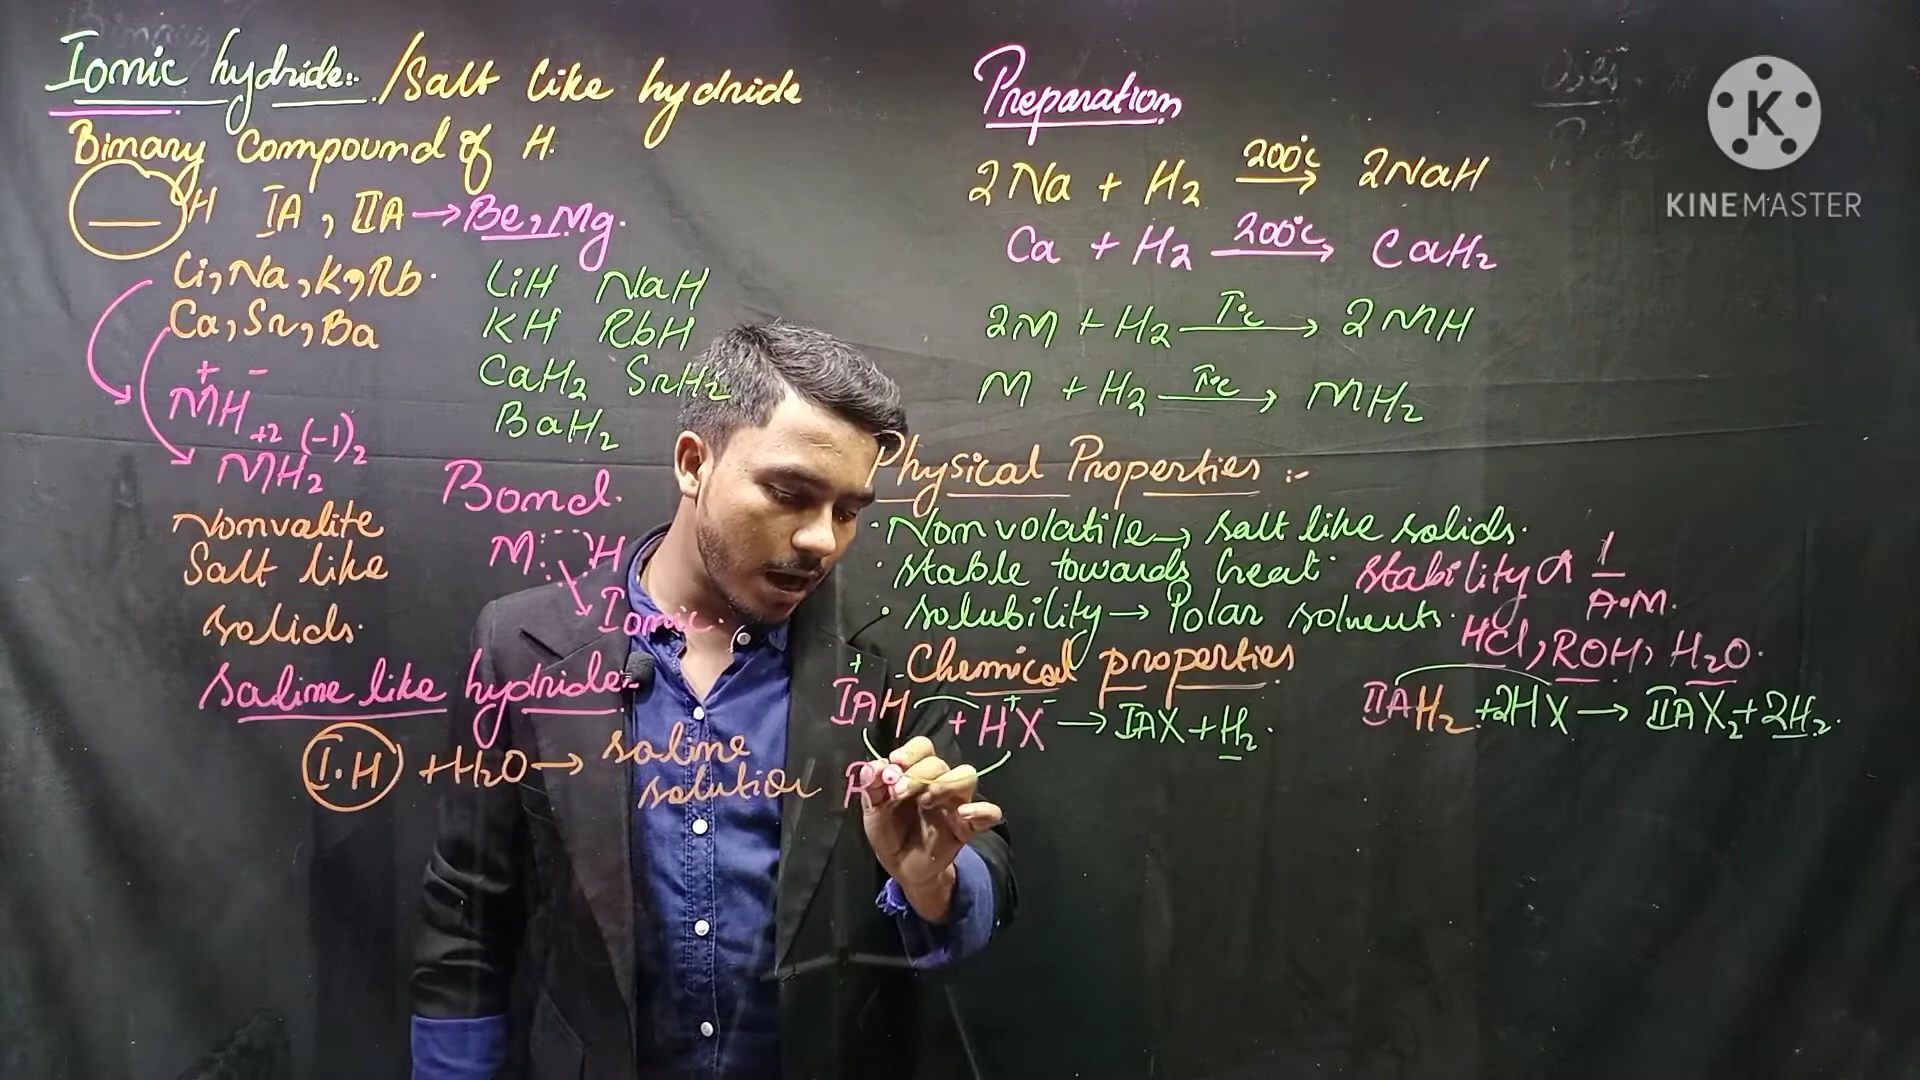 Ionic hydride:- /Salt like hydride
Binary Compound of H.
H IA, IIA → Be, Mg.
Li, Na, K, Rb.
Ca, Sr, Ba
LiH NaH
KH RbH
CaH2 SrH2
BaH2
+ -
MH
+2 (-1)2
MH2
Nonvalite
Salt like
solids.
Bond.
M H
Ionic.
Saline like hydride:-
I.H + H2O → saline
solution
Preparation
2Na + H2 200°C → 2NaH
Ca + H2 200°C → CaH2
2M + H2 T°C → 2MH
M + H2 T°C → MH2
Physical Properties :-
· Nonvolatile → salt like solids.
· Stable towards heat. Stability α 1/A.M.
· Solubility → Polar solvents.
HCl, ROH, H2O.
Chemical properties
IAH + H+X- → IAX + H2.
IIAH2 + 2HX → IIAX2 + 2H2.
KINEMASTER